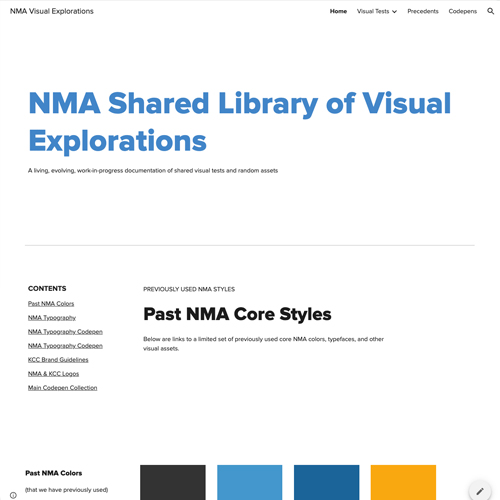 NMA Visual Explorations
Home Visual Tests Precedents Codepens
NMA Shared Library of Visual
Explorations
A living, evolving, work-in-progress documentation of shared visual tests and random assets
CONTENTS
Past NMA Colors
NMA Typography
NMA Typography Codepen
NMA Typography Codepen
KCC Brand Guidelines
NMA & KCC Logos
Main Codepen Collection
PREVIOUSLY USED NMA STYLES
Past NMA Core Styles
Below are links to a limited set of previously used core NMA colors, typefaces, and other
visual assets.
Past NMA Colors
(that we have previously used)